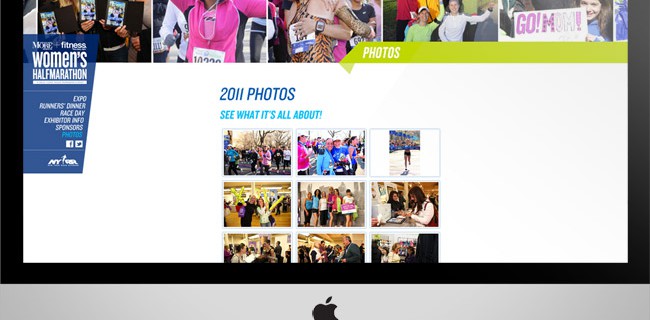 GO! MOM!
PHOTOS
MORE + fitness
women's
HALFMARATHON
EXPO
RUNNERS' DINNER
RACE DAY
EXHIBITOR INFO
SPONSORS
PHOTOS
2011 PHOTOS
SEE WHAT IT'S ALL ABOUT!